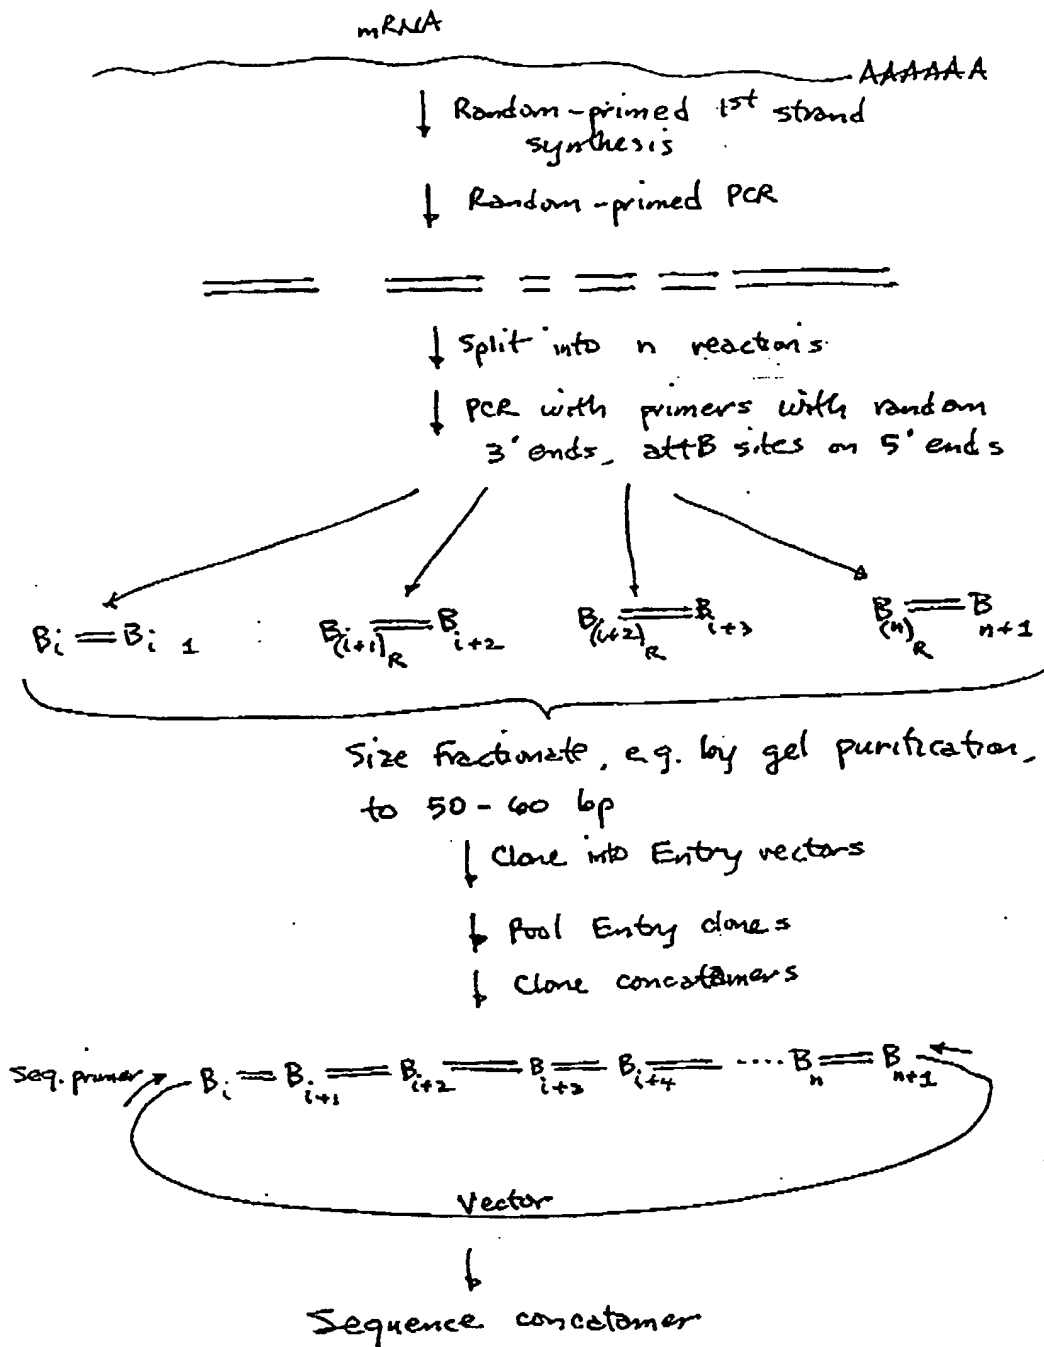 mRNA
AAAAAA
Random-primed 1st strand
synthesis
Random-primed PCR
Split into n reactions
PCR with primers with random
3' ends, attB sites on 5' ends
Bi = Bi 1 B(i+1)R = Bi+2 B(i+2)R = Bi+3 B(n)R = Bn+1
Size fractionate, e.g. by gel purification,
to 50-60 bp
Clone into Entry vectors
Pool Entry clones
Clone concatamers
Seq. primer Bi = Bi+1 = Bi+2 = Bi+3 = Bi+4 = .... Bn = Bn+1
Vector
Sequence concatomer